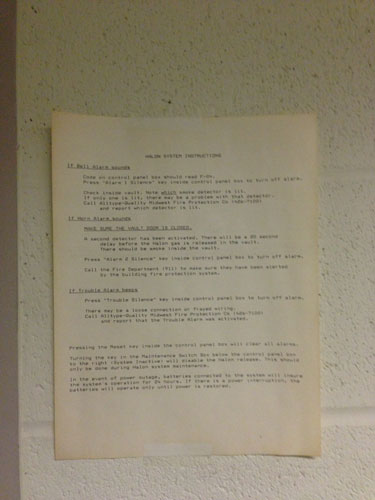 HALON SYSTEM INSTRUCTIONS
If Bell Alarm sounds
Code on control panel box should read
Press "Alarm 1 Silence" key inside control panel box to turn off alarm.
Check inside vault. Note which smoke detector is lit.
If only one is lit, there may be a problem with that detector.
Call Alltype-Quality Midwest Fire Protection Co
and report which detector is lit.
If Horn Alarm sounds
MAKE SURE THE VAULT DOOR IS CLOSED.
A second detector has been activated. There will be a
delay before the Halon gas is released in the vault.
There should be smoke inside the vault.
Press "Alarm 2 Silence" key inside control panel box to turn off alarm.
Call the Fire Department (911) to make sure they have been alerted
by the building fire protection system.
If Trouble Alarm beeps
Press "Trouble Silence" key inside control panel box to turn off alarm.
There may be a loose connection or frayed wiring.
Call Alltype-Quality Midwest Fire Protection Co
and report that the Trouble Alarm was activated.
Pressing the Reset key inside the control panel box will clear all alarms.
Turning the key in the Maintenance Switch Box below the control panel box
to the right (System Inactive) will disable the Halon release. This should
only be done during Halon system maintenance.
In the event of power outage, batteries connected to the system will insure
the system's operation for 24 hours. If there is a power interruption, the
batteries will operate only until power is restored.